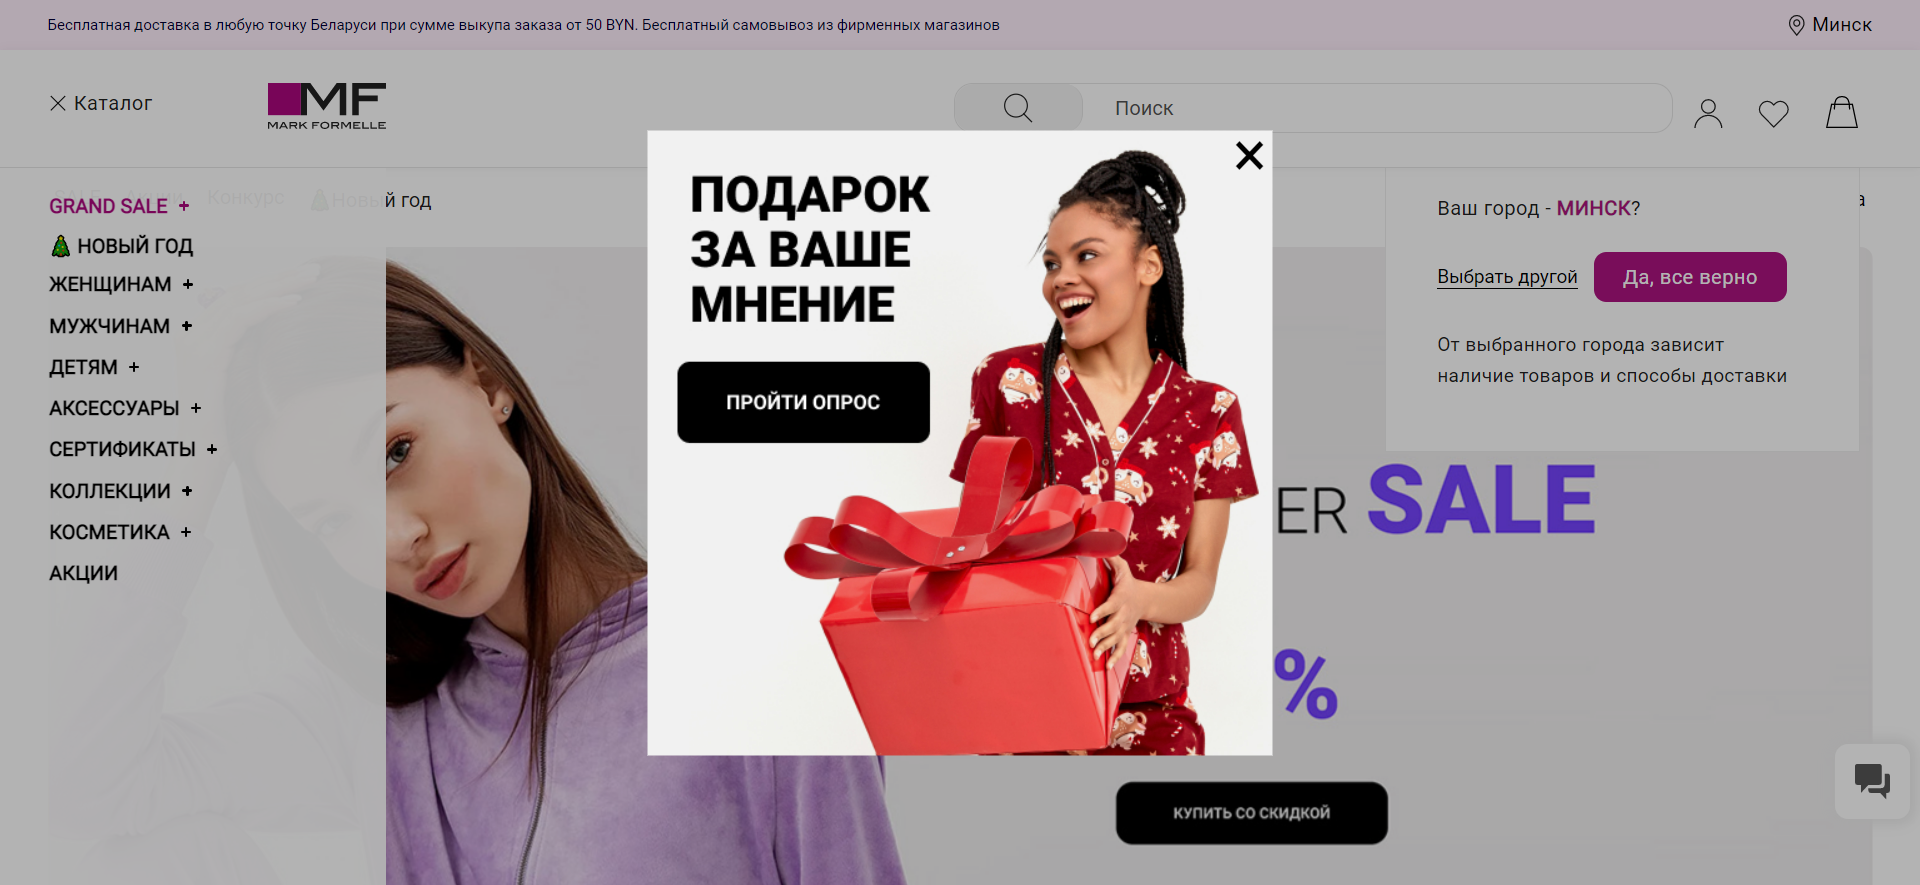 Бесплатная доставка в любую точку Беларуси при сумме выкупа заказа от 50 BYN. Бесплатный самовывоз из фирменных магазинов
Минск
Каталог
MF
MARK FORMELLE
Поиск
SALE Акции Конкурс Новый год
GRAND SALE +
НОВЫЙ ГОД
ЖЕНЩИНАМ +
МУЖЧИНАМ +
ДЕТЯМ +
АКСЕССУАРЫ +
СЕРТИФИКАТЫ +
КОЛЛЕКЦИИ +
КОСМЕТИКА +
АКЦИИ
ПОДАРОК
ЗА ВАШЕ
МНЕНИЕ
ПРОЙТИ ОПРОС
Ваш город - МИНСК?
Выбрать другой
Да, все верно
От выбранного города зависит
наличие товаров и способы доставки
ER SALE
%
КУПИТЬ СО СКИДКОЙ